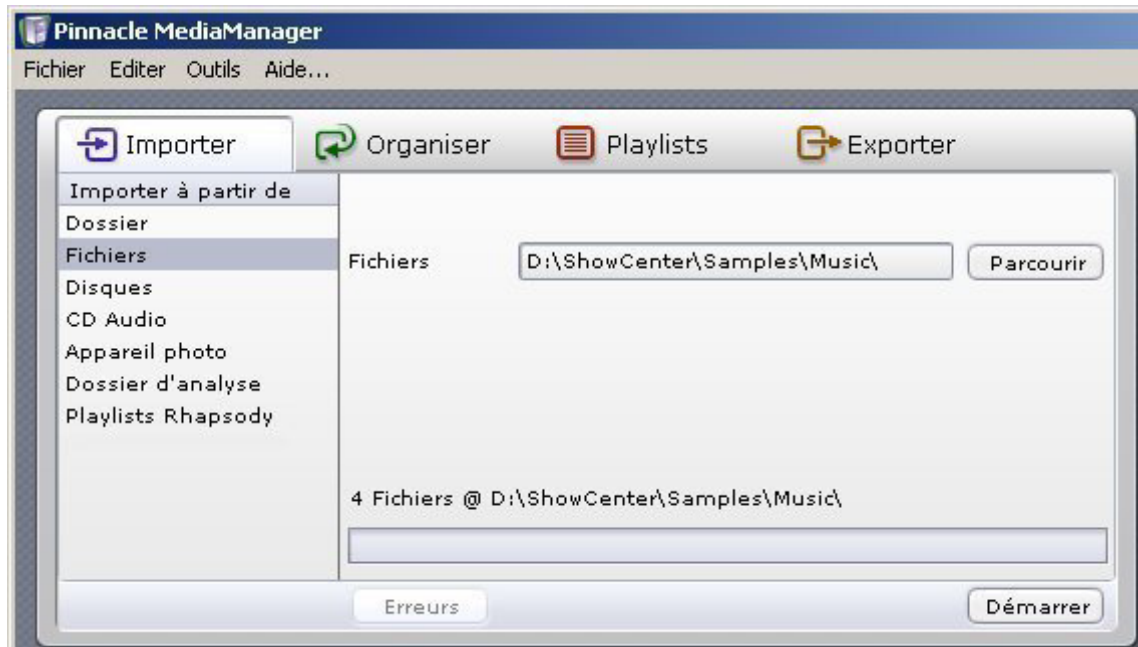 Pinnacle MediaManager
Fichier Editer Outils Aide...
Importer Organiser Playlists Exporter
Importer à partir de
Dossier
Fichiers
Disques
CD Audio
Appareil photo
Dossier d'analyse
Playlists Rhapsody
Fichiers D:\ShowCenter\Samples\Music\ Parcourir
4 Fichiers @ D:\ShowCenter\Samples\Music\
Erreurs Démarrer